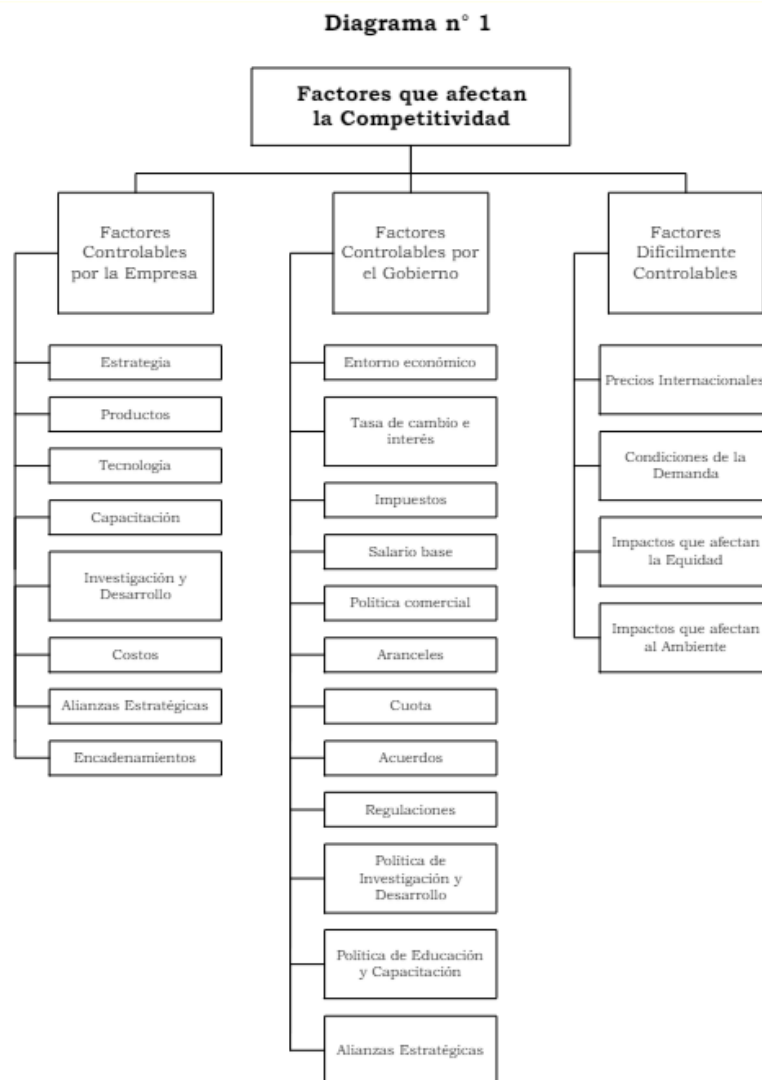 Diagrama n° 1
Factores que afectan
la Competitividad
Factores
Controlables
por la Empresa
Estrategia
Productos
Tecnología
Capacitación
Investigación y
Desarrollo
Costos
Alianzas Estratégicas
Encadenamientos
Factores
Controlables por
el Gobierno
Entorno económico
Tasa de cambio e
interés
Impuestos
Salario base
Política comercial
Aranceles
Cuota
Acuerdos
Regulaciones
Política de
Investigación y
Desarrollo
Política de Educación
y Capacitación
Alianzas Estratégicas
Factores
Difícilmente
Controlables
Precios Internacionales
Condiciones de la
Demanda
Impactos que afectan
la Equidad
Impactos que afectan
al Ambiente